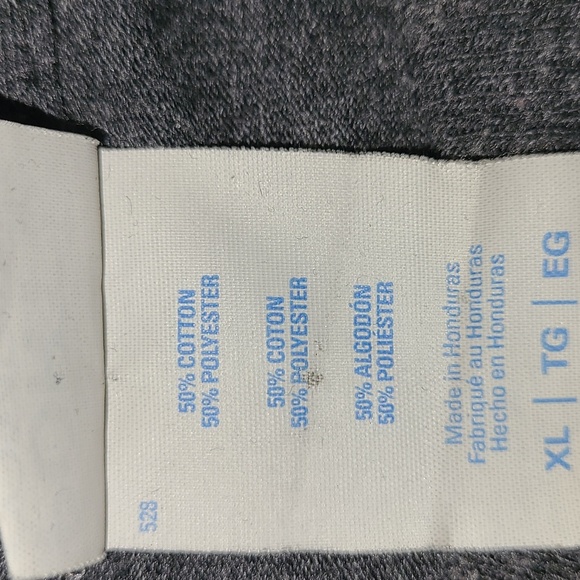 50% COTTON
50% POLYESTER
50% COTON
50% POLYESTER
50% ALGODÓN
50% POLIÉSTER
Made in Honduras
Fabriqué au Honduras
Hecho en Honduras
XL | TG | EG
528